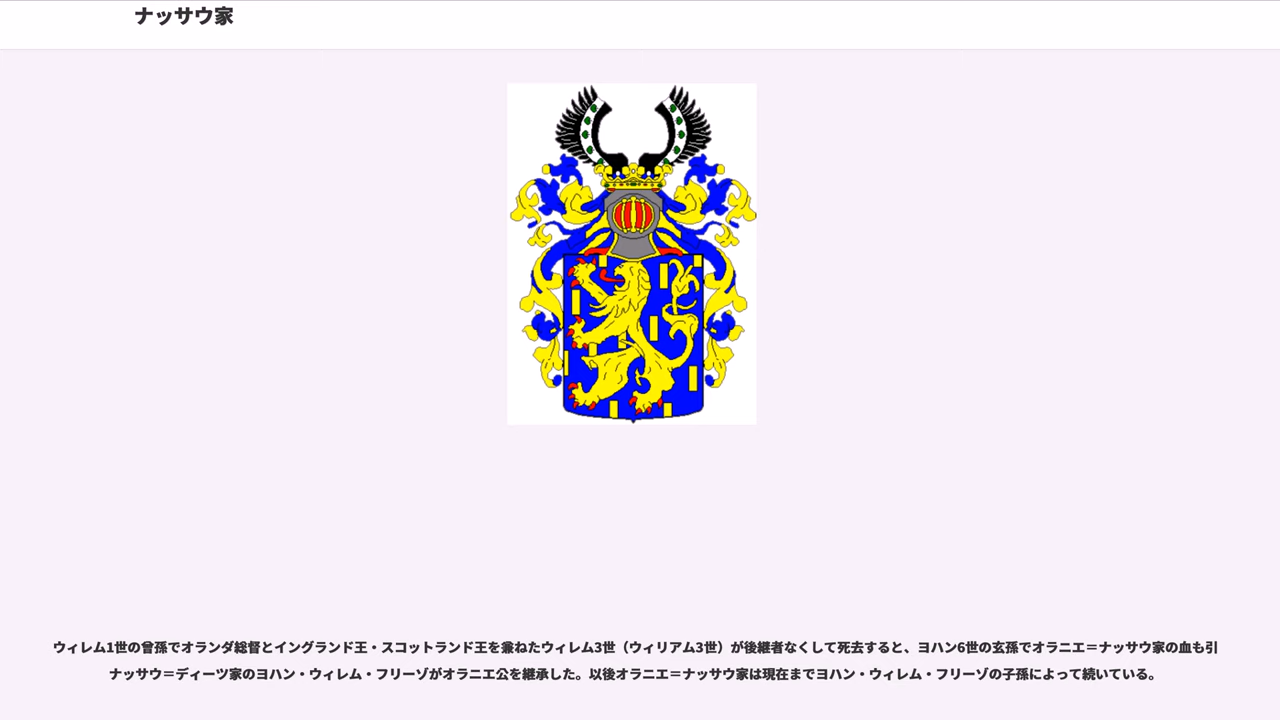 ナッサウ家
ウィレム1世の曾孫でオランダ総督とイングランド王・スコットランド王を兼ねたウィレム3世（ウィリアム3世）が後継者なくして死去すると、ヨハン6世の玄孫でオラニエ＝ナッサウ家の血も引
ナッサウ＝ディーツ家のヨハン・ウィレム・フリーゾがオラニエ公を継承した。以後オラニエ＝ナッサウ家は現在までヨハン・ウィレム・フリーゾの子孫によって続いている。